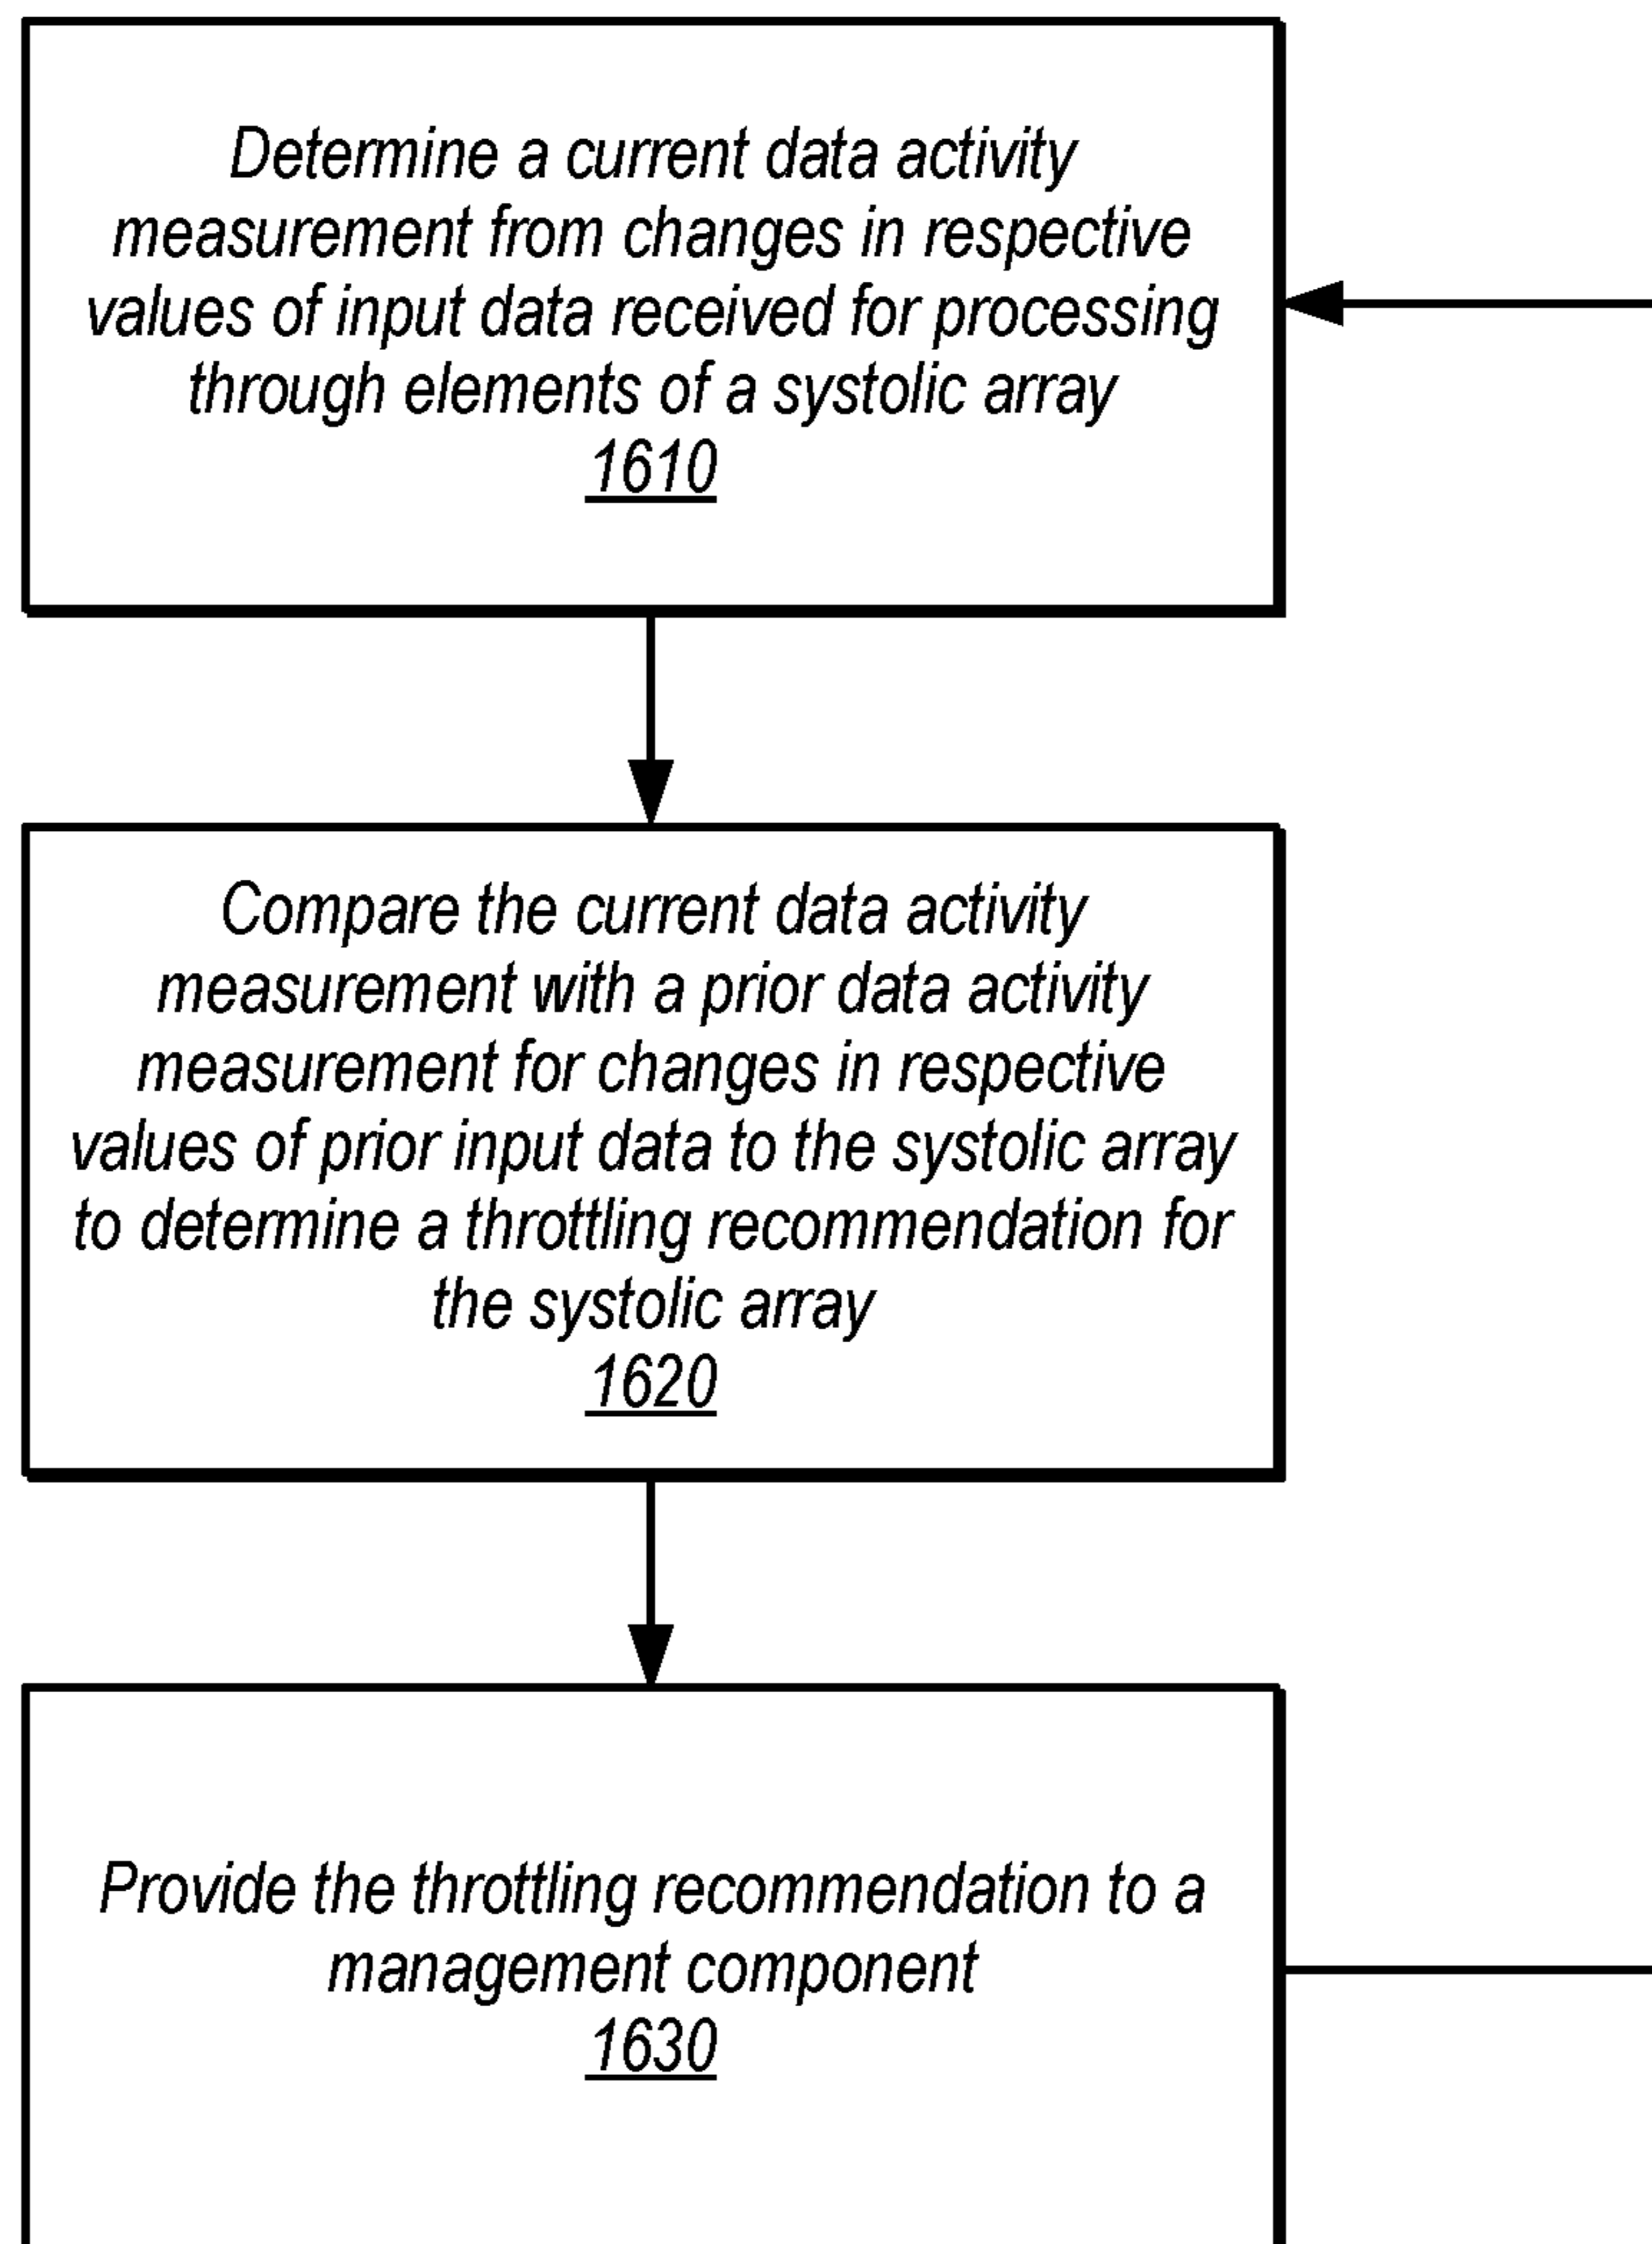 Determine a current data activity
measurement from changes in respective
values of input data received for processing
through elements of a systolic array
1610
Compare the current data activity
measurement with a prior data activity
measurement for changes in respective
values of prior input data to the systolic array
to determine a throttling recommendation for
the systolic array
1620
Provide the throttling recommendation to a
management component
1630